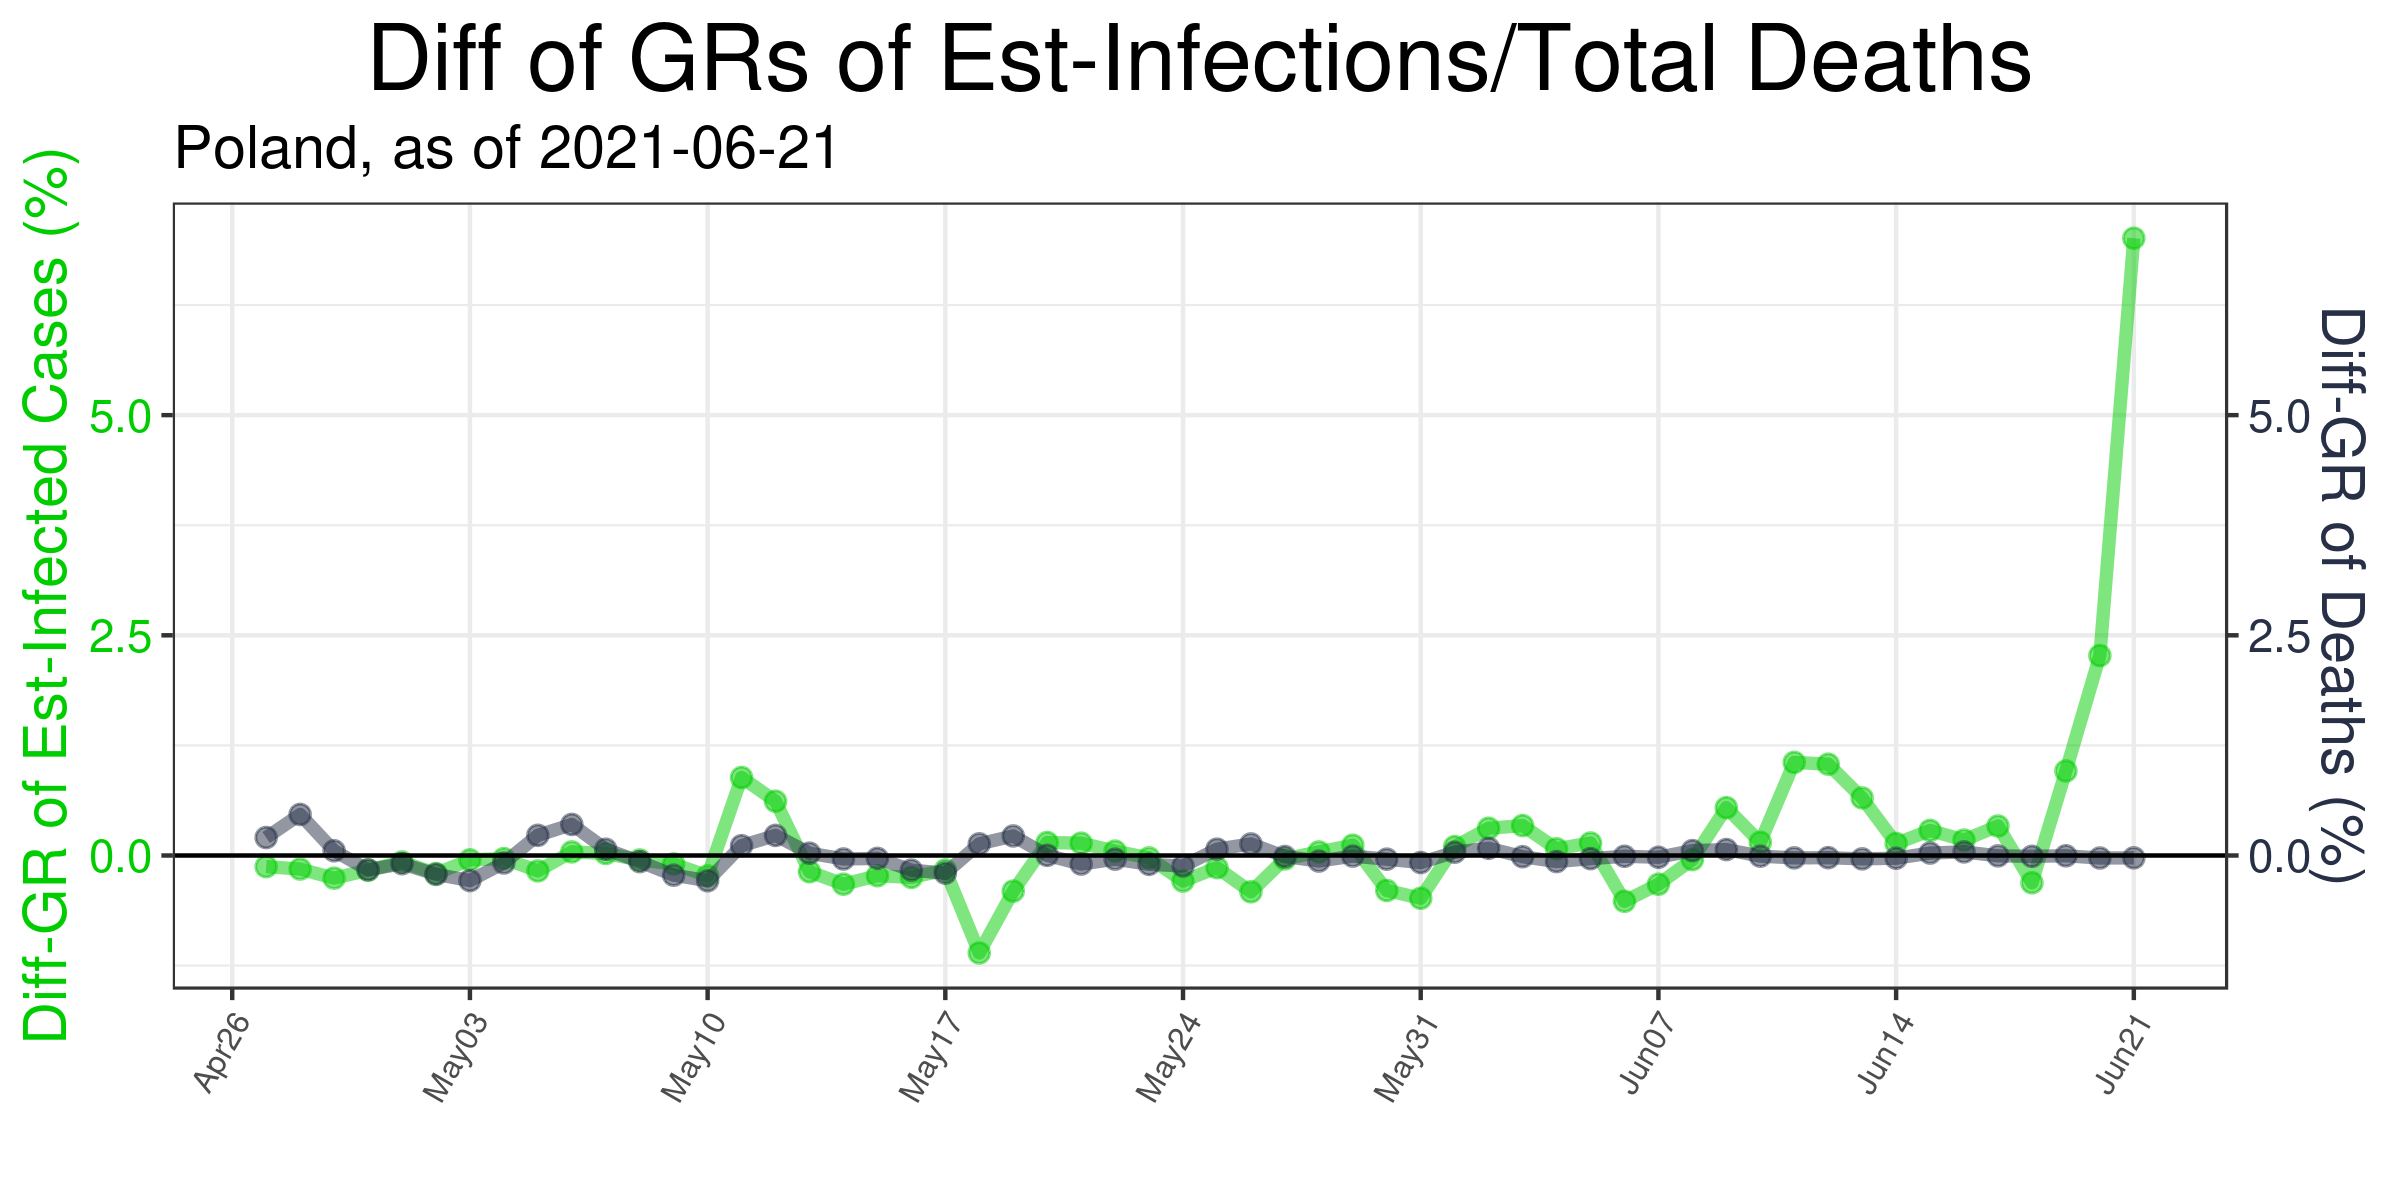 Diff of GRs of Est-Infections/Total Deaths
Poland, as of 2021-06-21
Diff-GR of Est-Infected Cases (%)
5.0
2.5
0.0
5.0
2.5
0.0
Diff-GR of Deaths (%)
Apr26
May03
May10
May17
May24
May31
Jun07
Jun14
Jun21